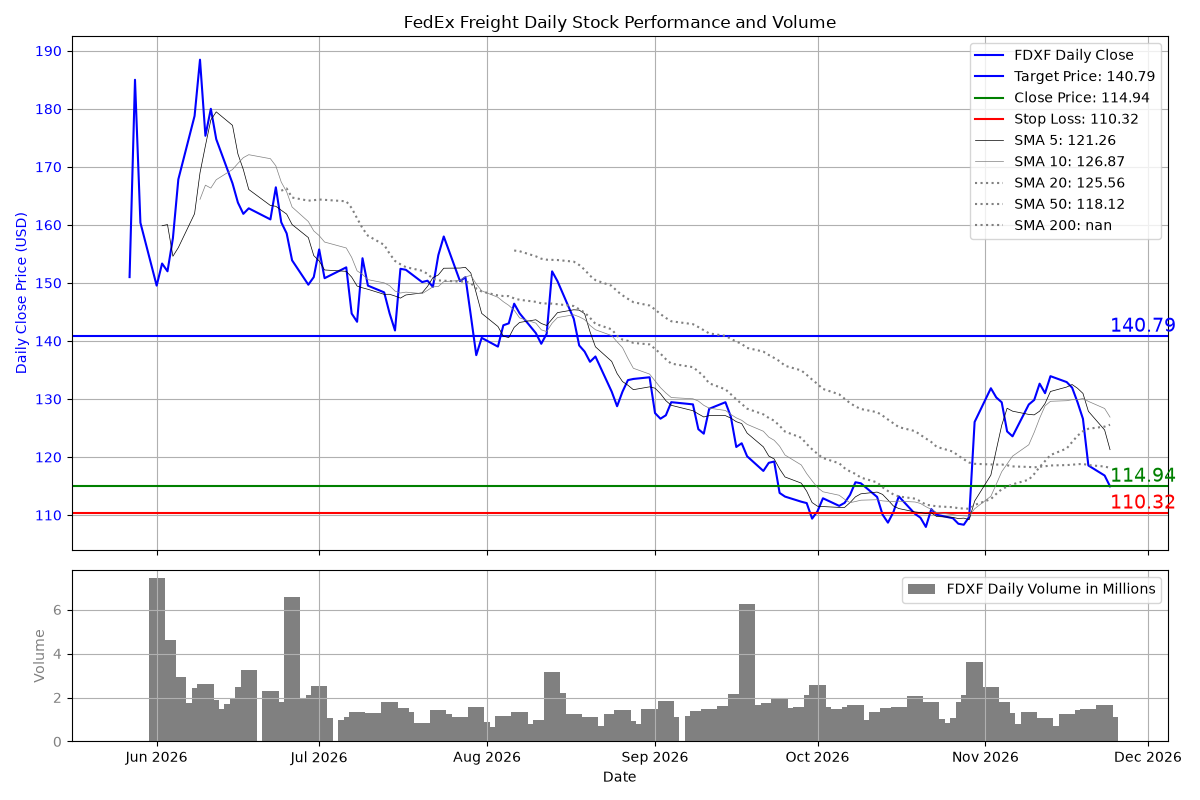 FedEx Freight Daily Stock Performance and Volume
190
180
170
160
150
140
130
120
110
Daily Close Price (USD)
FDXF Daily Close
Target Price: 140.79
Close Price: 114.94
Stop Loss: 110.32
SMA 5: 121.26
SMA 10: 126.87
SMA 20: 125.56
SMA 50: 118.12
SMA 200: nan
140.79
114.94
110.32
FDXF Daily Volume in Millions
6
4
2
0
Volume
Jun 2026
Jul 2026
Aug 2026
Sep 2026
Oct 2026
Nov 2026
Dec 2026
Date